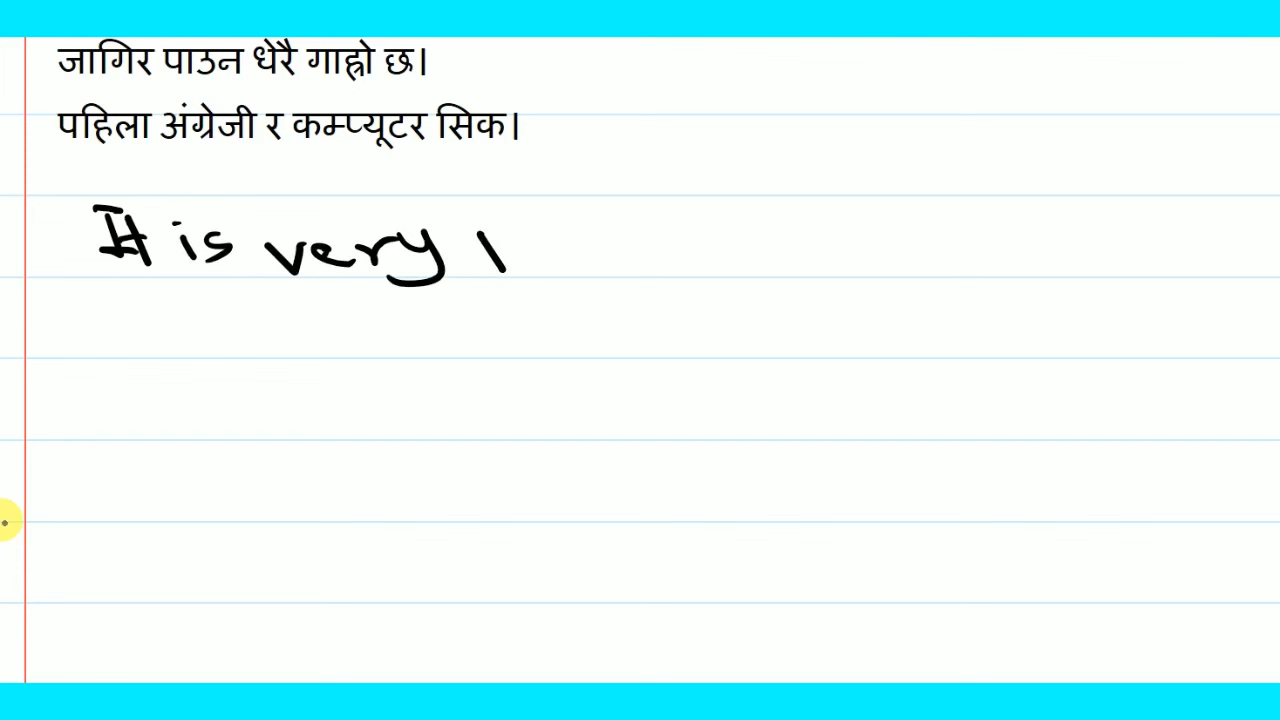 जागिर पाउन धेरै गाह्रो छ।
पहिला अंग्रेजी र कम्प्यूटर सिक।
It is very